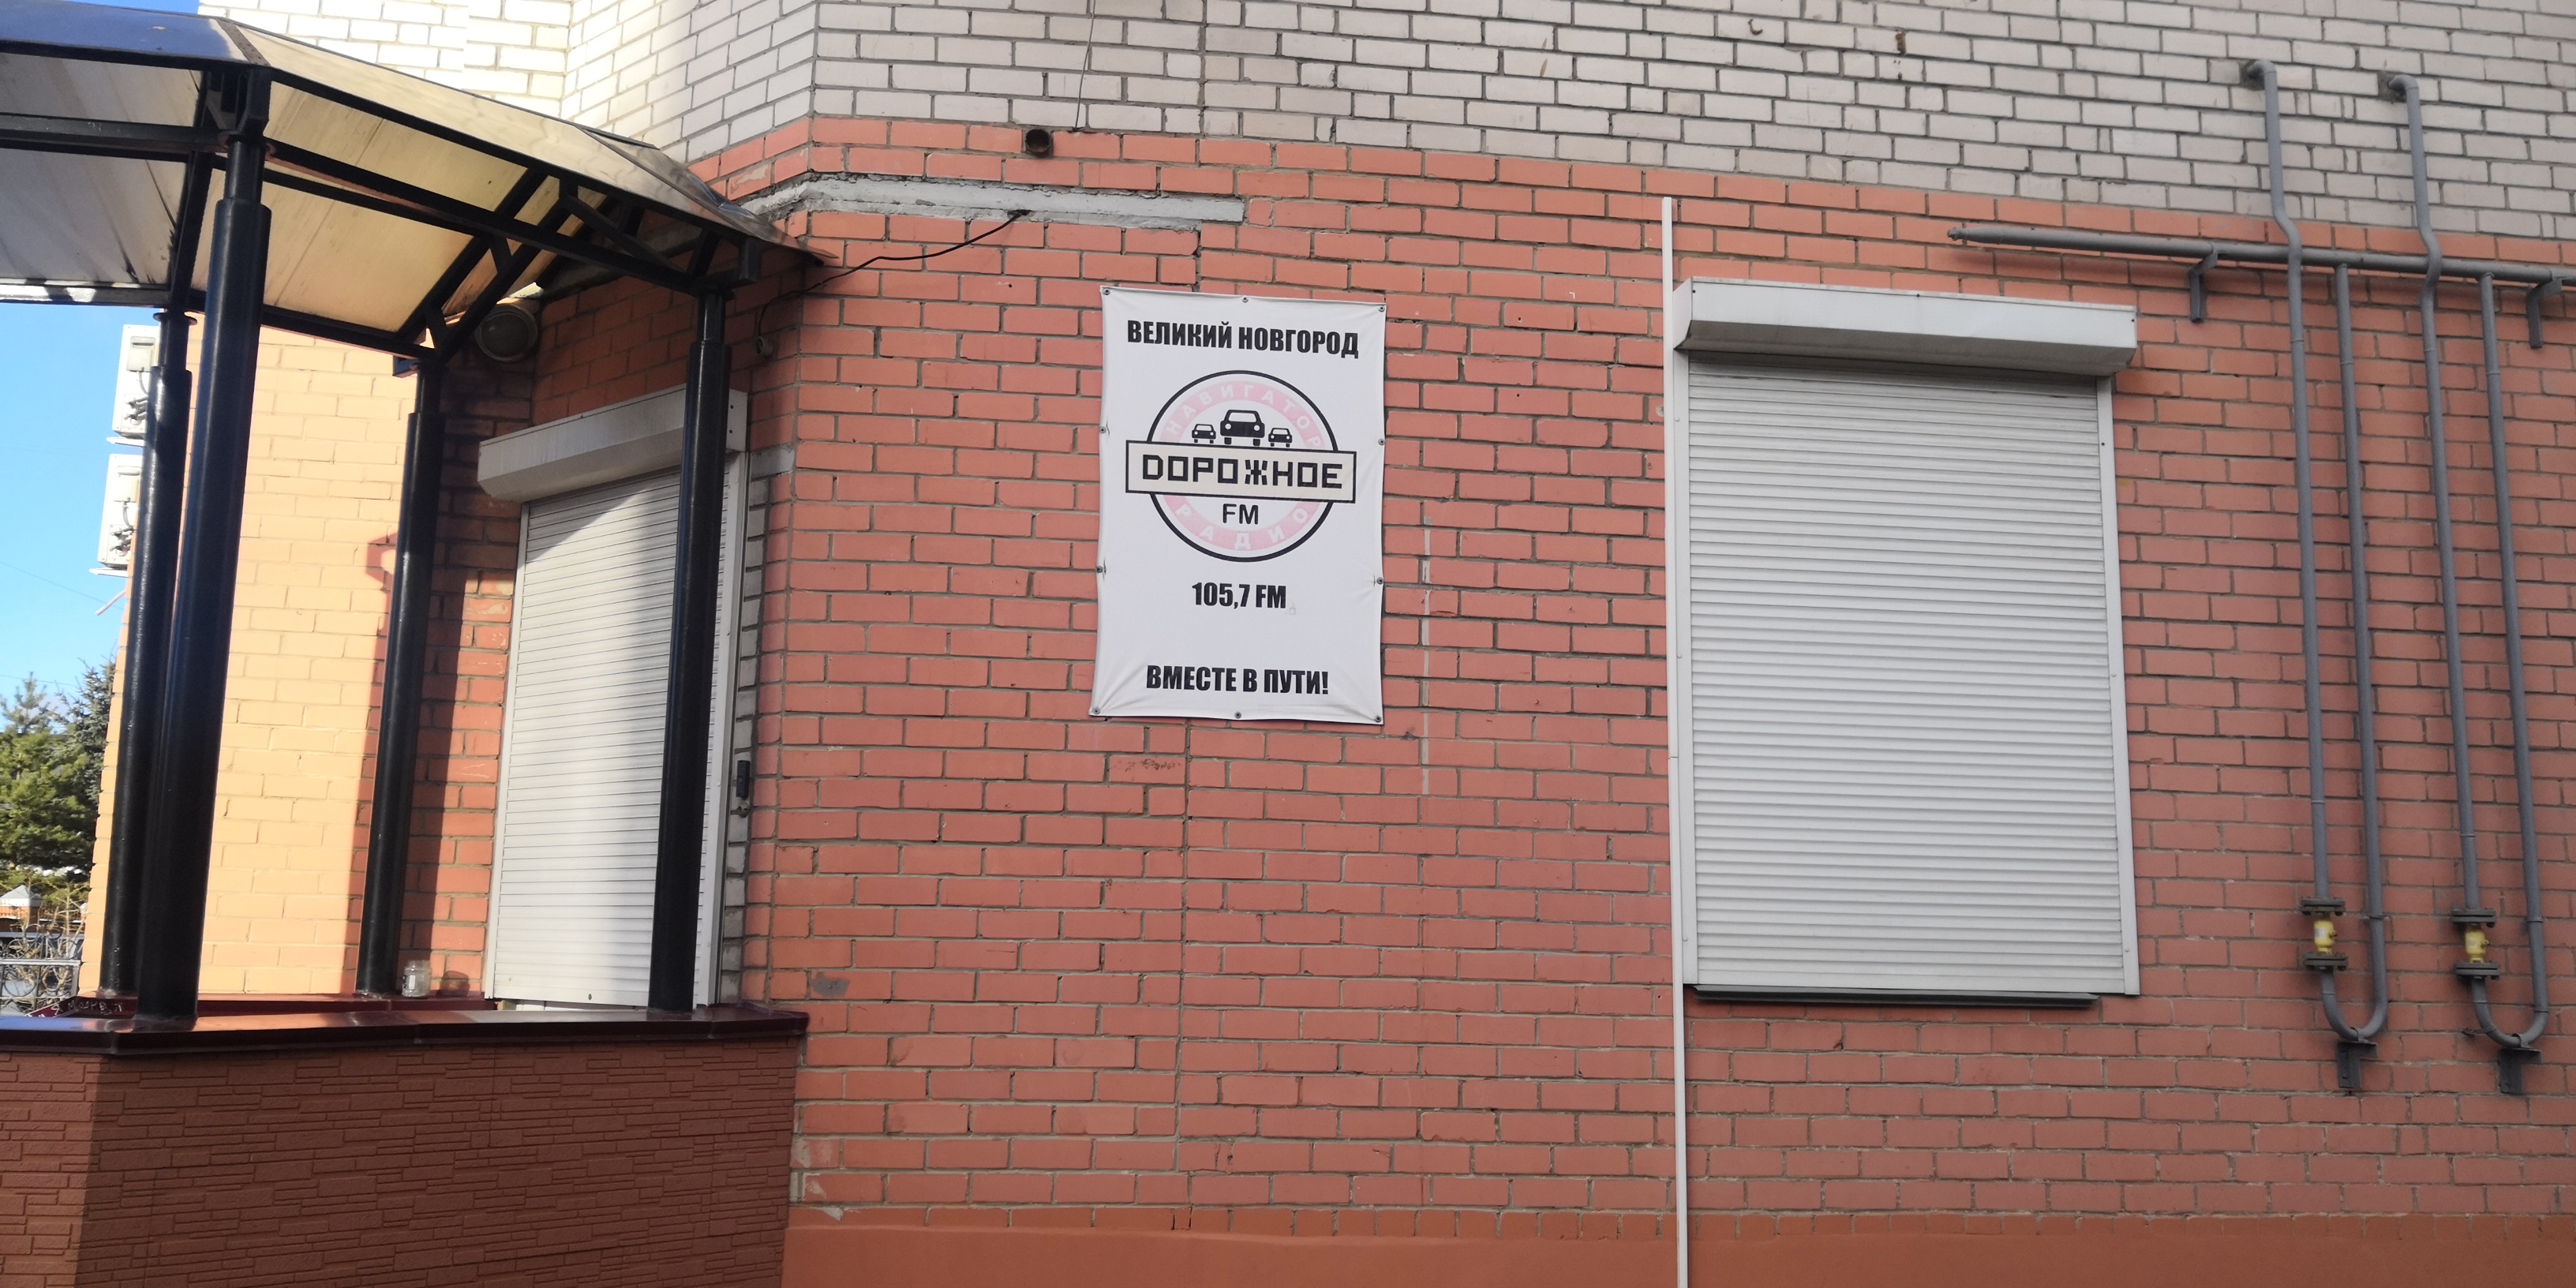 ВЕЛИКИЙ НОВГОРОД
НАВИГАТОР
ДОРОЖНОЕ
FM
РАДИО
105,7 FM
ВМЕСТЕ В ПУТИ!